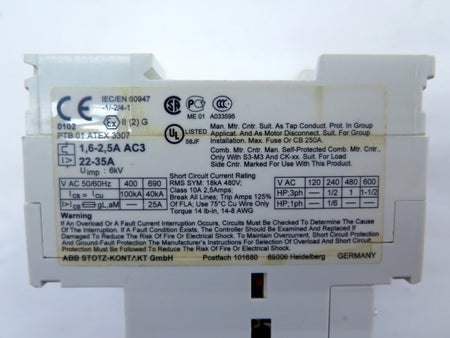 CE
0102
IEC/EN 60947
-1/-2/4-1
Ex II (2) G
PTB 01 ATEX 3307
ME 01
A033595
UL LISTED
58JF
1,6-2,5A AC3
I> 22-35A
Uimp : 6kV
Man. Mtr. Cntr. Suit. As Tap Conduct. Prot. In Group
Applicat. And As Motor Disconnect. Suit. For Group
Installation. Max. Fuse Or CB 250A.
Comb. Mtr. Cntr. Man. Self-Protected Comb. Mtr. Cntr.
Only With S3-M3 And CK-xx. Suit. For Load
Side Cntr. Man. Mtr. Cntr.
V AC 50/60Hz 400 690
Ics = Icu 100kA 40kA
Ics gL,aM — 25A
Short Circuit Current Rating
RMS SYM: 18kA 480V;
Class 10A 2,5Amps;
Break All Lines; Trip Amps 125%
Of FLA; Use 75°C Cu Wire Only
Torque 14 lb-in, 14-8 AWG
V AC 120 240 480 600
HP,3ph — 1/2 1 1-1/2
HP,1ph — 1/6 — —
Warning
If An Overload Or A Fault Current Interruption Occurs, Circuits Must Be Checked To Determine The Cause
Of The Interruption. If A Fault Condition Exists, The Controller Should Be Examined And Replaced If
Damaged To Reduce The Risk Of Fire Or Electrical Shock. To Maintain Overcurrent, Short Circuit Protection
And Ground-Fault Protection The Manufacturer's Instructions For Selection Of Overload And Short Circuit
Protection Must Be Followed To Reduce The Risk Of Fire Or Electric Shock.
ABB STOTZ-KONTAKT GmbH Postfach 101680 69006 Heidelberg GERMANY